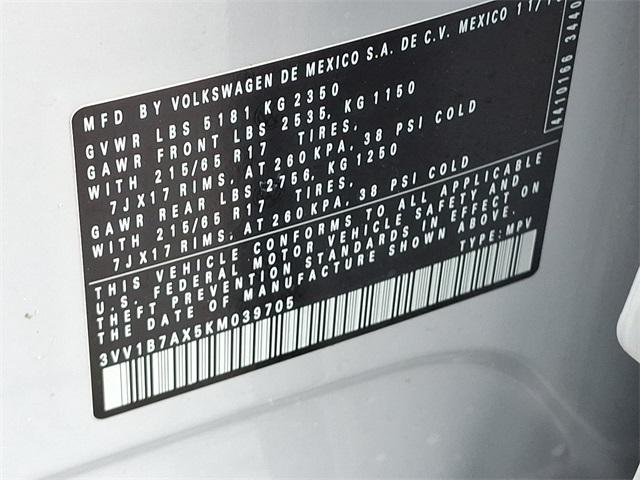 MFD BY VOLKSWAGEN DE MEXICO S.A. DE C.V. MEXICO 11/
GVWR LBS 5181 KG 2350
GAWR FRONT LBS 2535, KG 1150
WITH 215/65 R17 TIRES,
7JX17 RIMS, AT 260 KPA, 38 PSI COLD
GAWR REAR LBS 2756, KG 1250
WITH 215/65 R17 TIRES,
7JX17 RIMS, AT 260 KPA, 38 PSI COLD
THIS VEHICLE CONFORMS TO ALL APPLICABLE
U.S. FEDERAL MOTOR VEHICLE SAFETY AND
THEFT PREVENTION STANDARDS IN EFFECT ON
THE DATE OF MANUFACTURE SHOWN ABOVE.
3VV1B7AX5KM039705 TYPE: MPV
4410166 3440